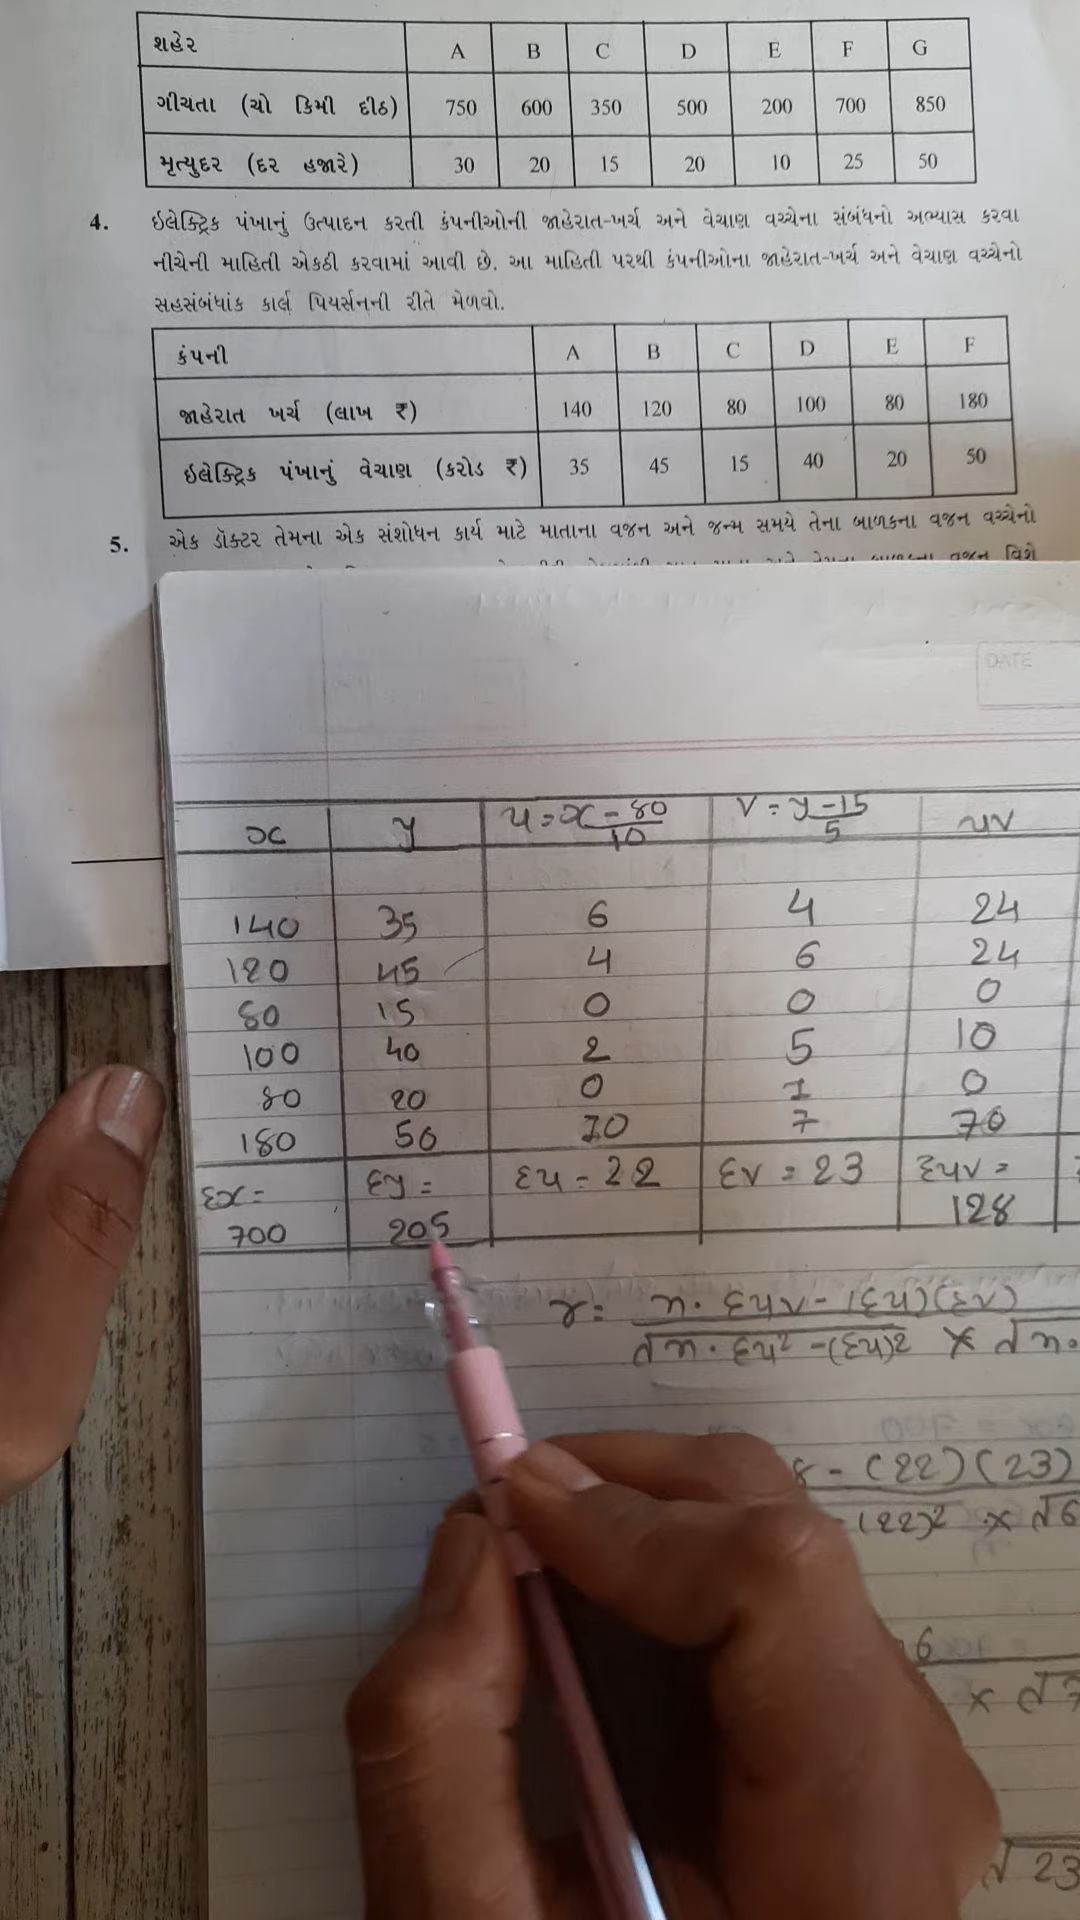 શહેર A B C D E F G
ગીચતા (ચો કિમી દીઠ) 750 600 350 500 200 700 850
મૃત્યુદર (દર હજારે) 30 20 15 20 10 25 50
4. ઇલેક્ટ્રિક પંખાનું ઉત્પાદન કરતી કંપનીઓની જાહેરાત-ખર્ચ અને વેચાણ વચ્ચેના સંબંધનો અભ્યાસ કરવા
નીચેની માહિતી એકઠી કરવામાં આવી છે. આ માહિતી પરથી કંપનીઓના જાહેરાત-ખર્ચ અને વેચાણ વચ્ચેનો
સહસંબંધાંક કાર્લ પિયર્સનની રીતે મેળવો.
કંપની A B C D E F
જાહેરાત ખર્ચ (લાખ ₹) 140 120 80 100 80 180
ઇલેક્ટ્રિક પંખાનું વેચાણ (કરોડ ₹) 35 45 15 40 20 50
5. એક ડૉક્ટર તેમના એક સંશોધન કાર્ય માટે માતાના વજન અને જન્મ સમયે તેના બાળકના વજન વચ્ચેનો
DATE
x y u = x - 80 / 10 v = y - 15 / 5 uv
140 35 6 4 24
120 45 4 6 24
80 15 0 0 0
100 40 2 5 10
80 20 0 1 0
180 50 10 7 70
Σx = Σy = Σu = 22 Σv = 23 Σuv =
700 205 128
r = n · Σuv - (Σu)(Σv)
√n · Σu² - (Σu)² × √n ·
8 - (22)(23)
- (22)² × √6
6
× √
√23